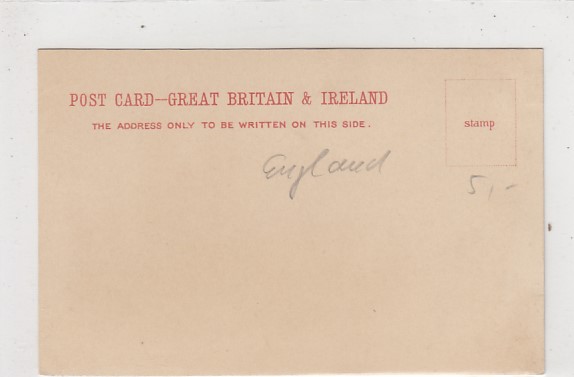 POST CARD—GREAT BRITAIN & IRELAND
THE ADDRESS ONLY TO BE WRITTEN ON THIS SIDE.
stamp
England
5,-